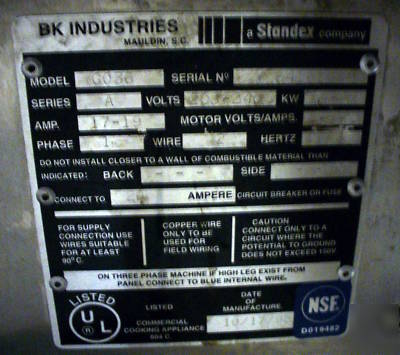 BK INDUSTRIES
MAULDIN, S.C.
a Standex company
MODEL CO36 SERIAL Nº
SERIES A VOLTS 208-240 KW
AMP. 17-19 MOTOR VOLTS/AMPS.
PHASE 1 WIRE 2 HERTZ
DO NOT INSTALL CLOSER TO A WALL OF COMBUSTIBLE MATERIAL THAN
INDICATED: BACK --- SIDE
CONNECT TO AMPERE CIRCUIT BREAKER OR FUSE
FOR SUPPLY
CONNECTION USE
WIRES SUITABLE
FOR AT LEAST
90°C.
COPPER WIRE
ONLY TO BE
USED FOR
FIELD WIRING
CAUTION
CONNECT ONLY TO A
CIRCUIT WHERE THE
POTENTIAL TO GROUND
DOES NOT EXCEED 150V
ON THREE PHASE MACHINE IF HIGH LEG EXIST FROM
PANEL CONNECT TO BLUE INTERNAL WIRE.
LISTED
UL
®
LISTED
COMMERCIAL
COOKING APPLIANCE
804 C
DATE
OF
MANUFACTURE
NSF
D019482